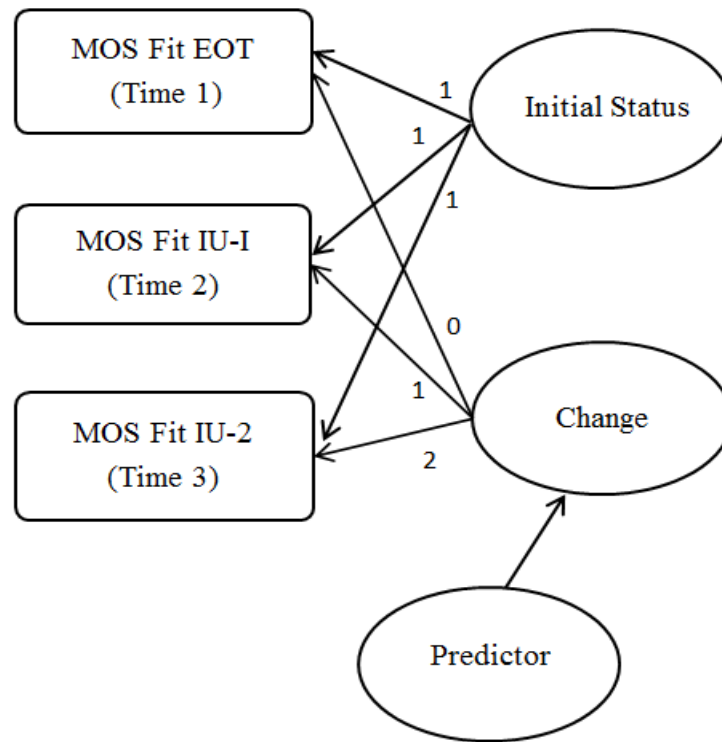 MOS Fit EOT
(Time 1)
Initial Status
1
1
1
MOS Fit IU-I
(Time 2)
0
1
Change
MOS Fit IU-2
(Time 3)
2
Predictor